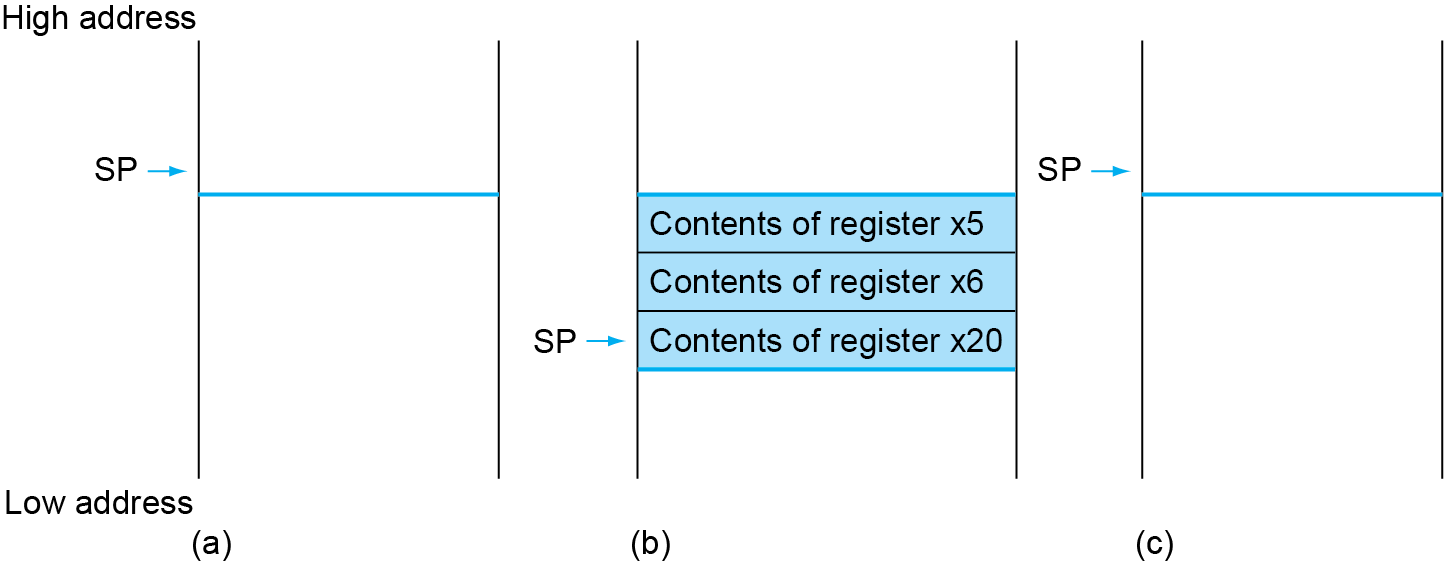 High address
SP
SP
Contents of register x5
Contents of register x6
SP
Contents of register x20
Low address
(a)
(b)
(c)